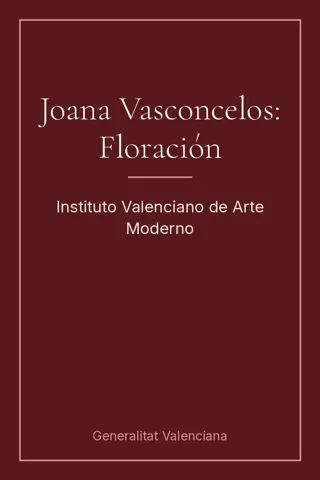 Joana Vasconcelos:
Floración
Instituto Valenciano de Arte
Moderno
Generalitat Valenciana